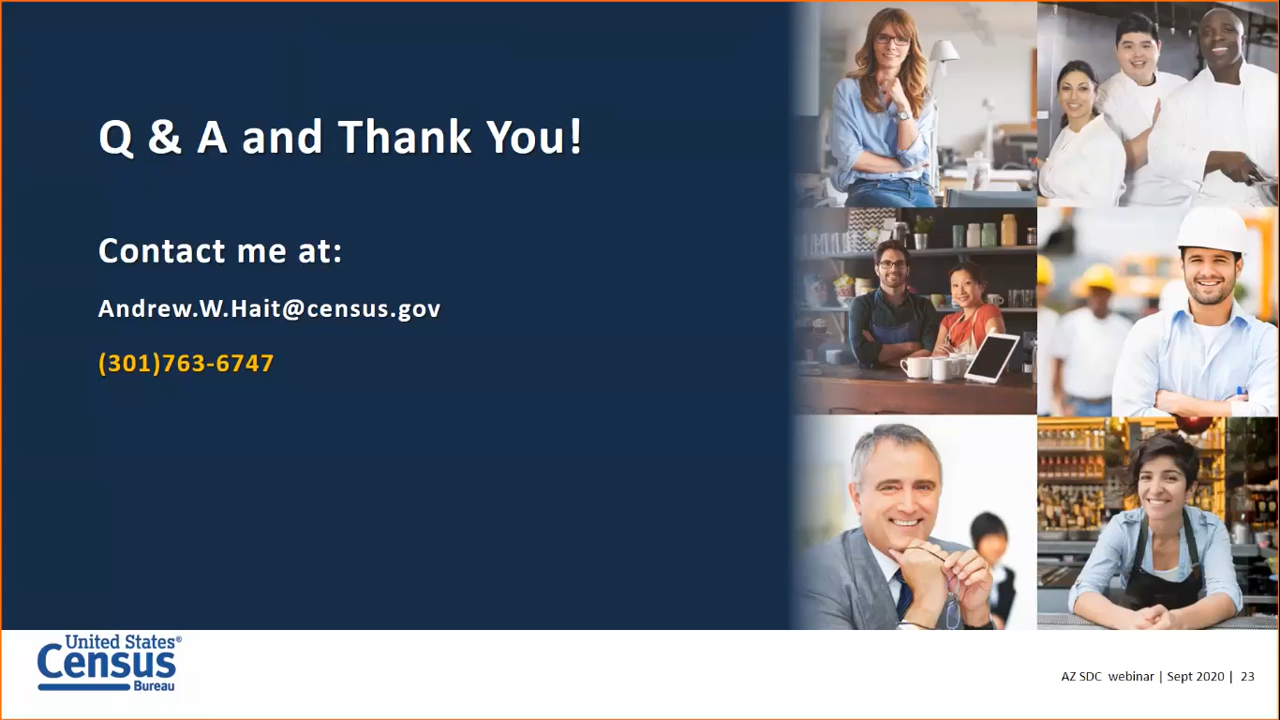 Q & A and Thank You!
Contact me at:
Andrew.W.Hait@census.gov
(301)763-6747
United States®
Census
Bureau
AZ SDC webinar | Sept 2020 | 23